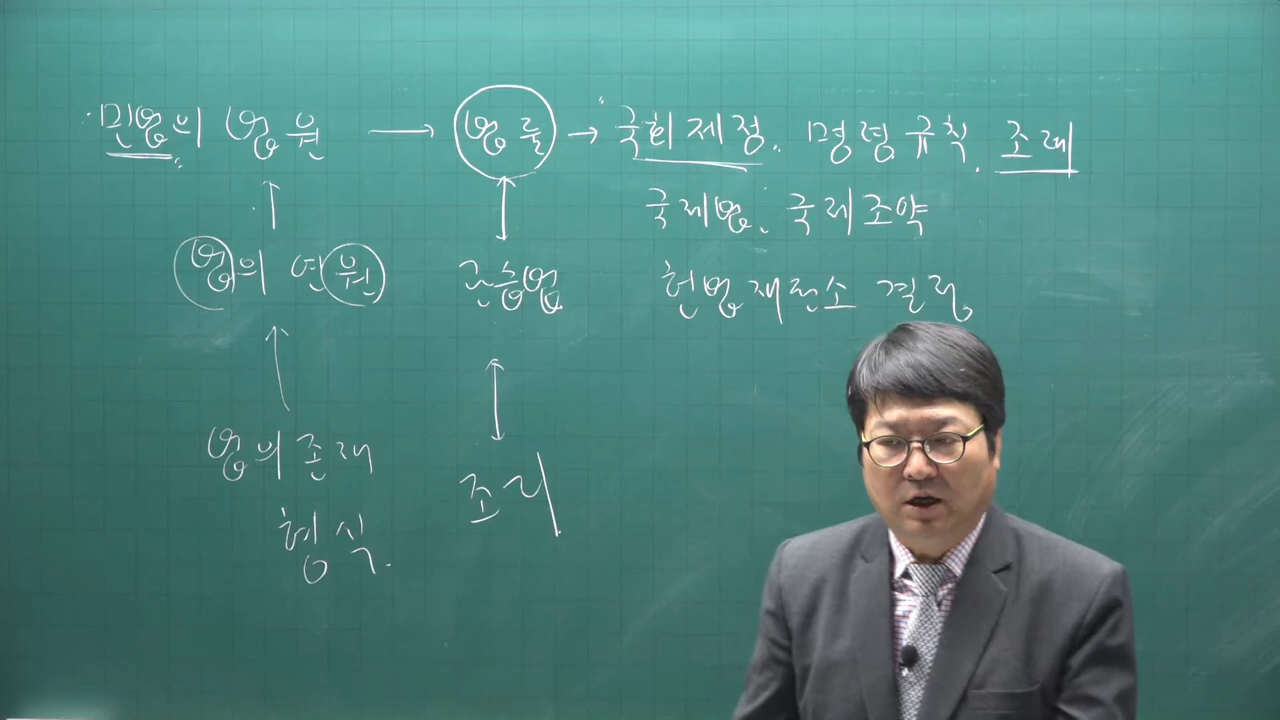 민법의 법원 → 법률 → 국회제정. 명령. 규칙. 조례
국제법. 국제조약
법의 연원
관습법
헌법재판소 결정
법의 존재
형식.
조리